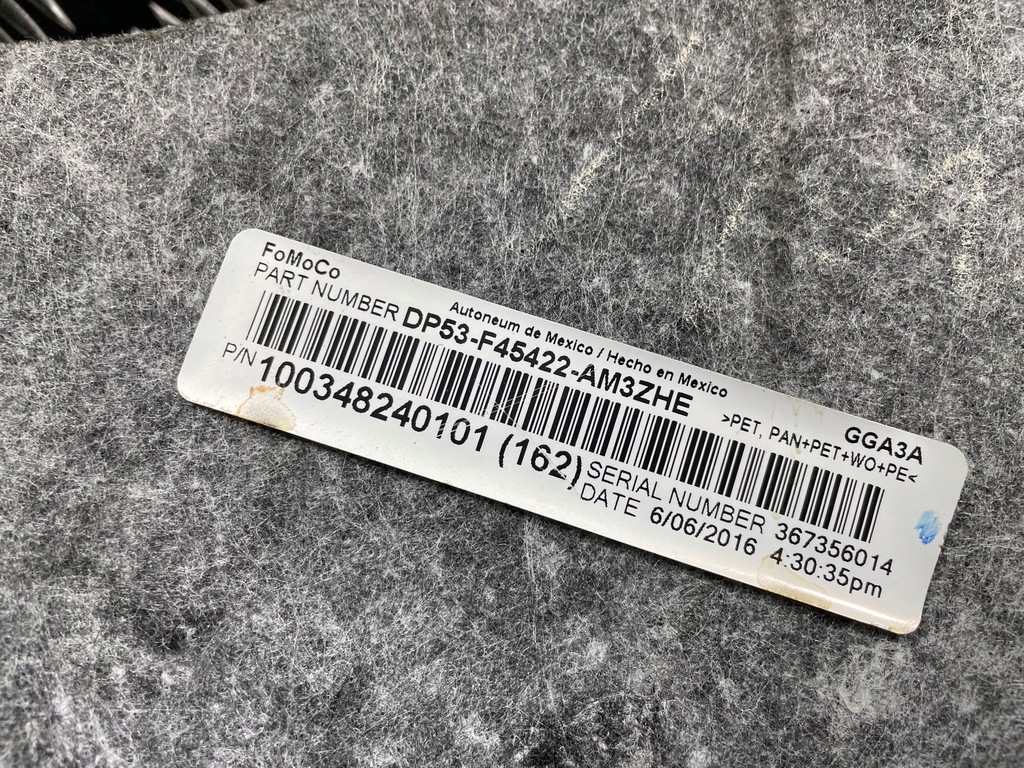 FoMoCo
Autoneum de Mexico / Hecho en Mexico
GGA3A
PART NUMBER DP53-F45422-AM3ZHE
>PET, PAN+PET+WO+PE<
P/N 100348240101 (162)
SERIAL NUMBER 367356014
DATE 6/06/2016 4:30:35pm